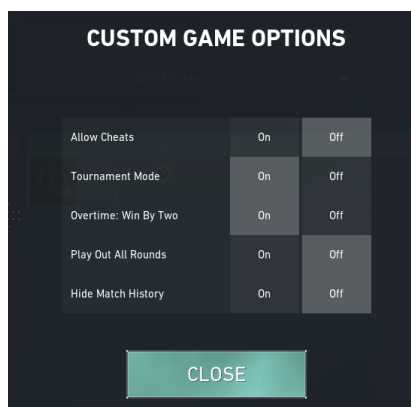 CUSTOM GAME OPTIONS
Allow Cheats On Off
Tournament Mode On Off
Overtime: Win By Two On Off
Play Out All Rounds On Off
Hide Match History On Off
CLOSE